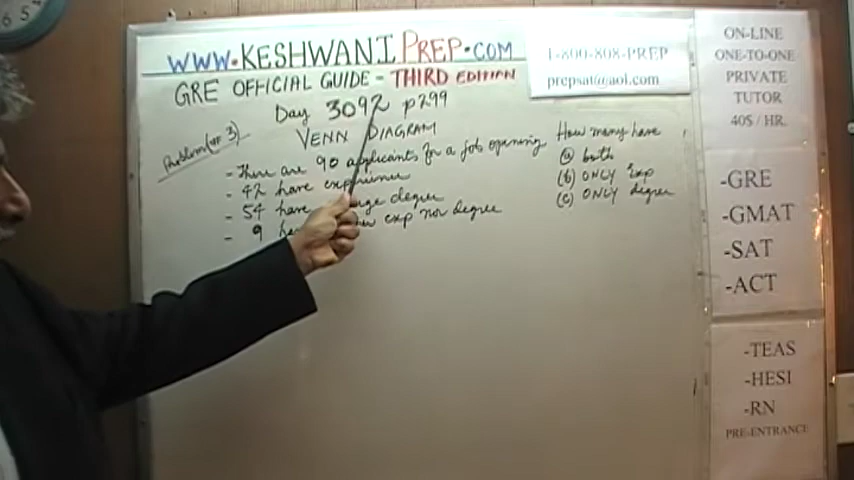 6 5
WWW.KESHWANIPREP.COM
1-800-808-PREP
prepsat@aol.com
GRE OFFICIAL GUIDE - THIRD EDITION
Day 3092 p299
VENN DIAGRAM
- There are 90 applicants for a job opening
- 42 have experience
- 54 have degree
- 9 exp nor degree
How many have
(a) both
(b) ONLY Exp
(c) ONLY degree
ON-LINE
ONE-TO-ONE
PRIVATE
TUTOR
40$ / HR.
-GRE
-GMAT
-SAT
-ACT
-TEAS
-HESI
-RN
PRE-ENTRANCE